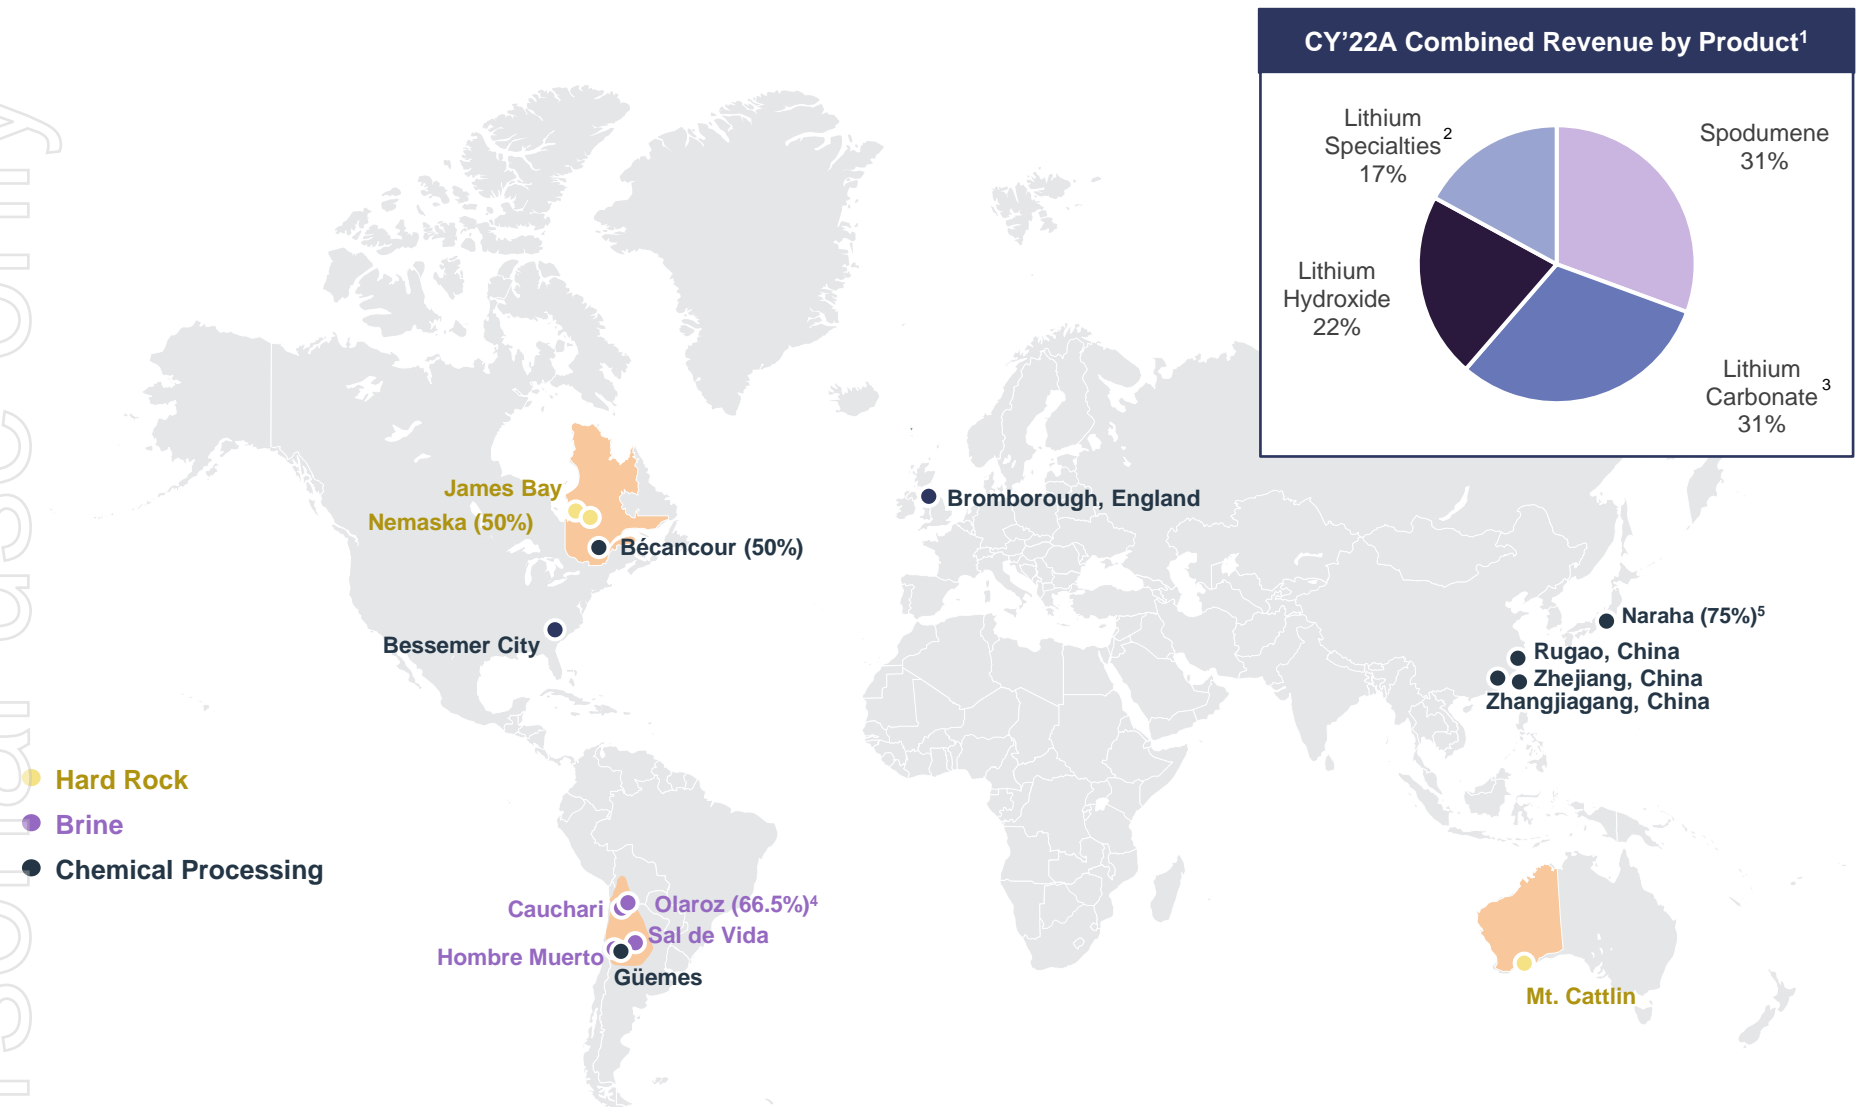 CY’22A Combined Revenue by Product1
Lithium
Specialties2
17%
Spodumene
31%
Lithium
Hydroxide
22%
Lithium
Carbonate3
31%
James Bay
Nemaska (50%)
Bécancour (50%)
Bessemer City
Bromborough, England
Naraha (75%)5
Rugao, China
Zhejiang, China
Zhangjiagang, China
Hard Rock
Brine
Chemical Processing
Cauchari
Olaroz (66.5%)4
Sal de Vida
Hombre Muerto
Güemes
Mt. Cattlin